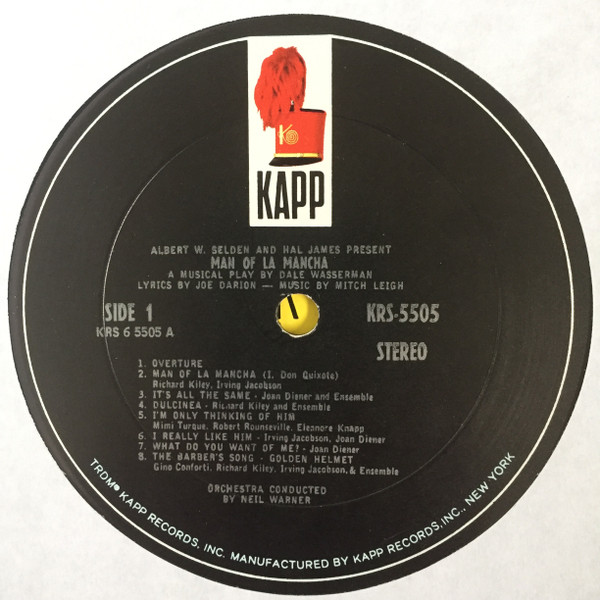 K
KAPP
ALBERT W. SELDEN AND HAL JAMES PRESENT
MAN OF LA MANCHA
A MUSICAL PLAY BY DALE WASSERMAN
LYRICS BY JOE DARION — MUSIC BY MITCH LEIGH
SIDE 1
KRS-5505
KRS 6 5505 A
STEREO
1. OVERTURE
2. MAN OF LA MANCHA (I, Don Quixote)
Richard Kiley, Irving Jacobson
3. IT'S ALL THE SAME - Joan Diener and Ensemble
4. DULCINEA - Richard Kiley and Ensemble
5. I'M ONLY THINKING OF HIM
Mimi Turque, Robert Rounseville, Eleanore Knapp
6. I REALLY LIKE HIM - Irving Jacobson, Joan Diener
7. WHAT DO YOU WANT OF ME? - Joan Diener
8. THE BARBER'S SONG - GOLDEN HELMET
Gino Conforti, Richard Kiley, Irving Jacobson, & Ensemble
ORCHESTRA CONDUCTED
BY NEIL WARNER
TRDM® KAPP RECORDS, INC. MANUFACTURED BY KAPP RECORDS, INC., NEW YORK